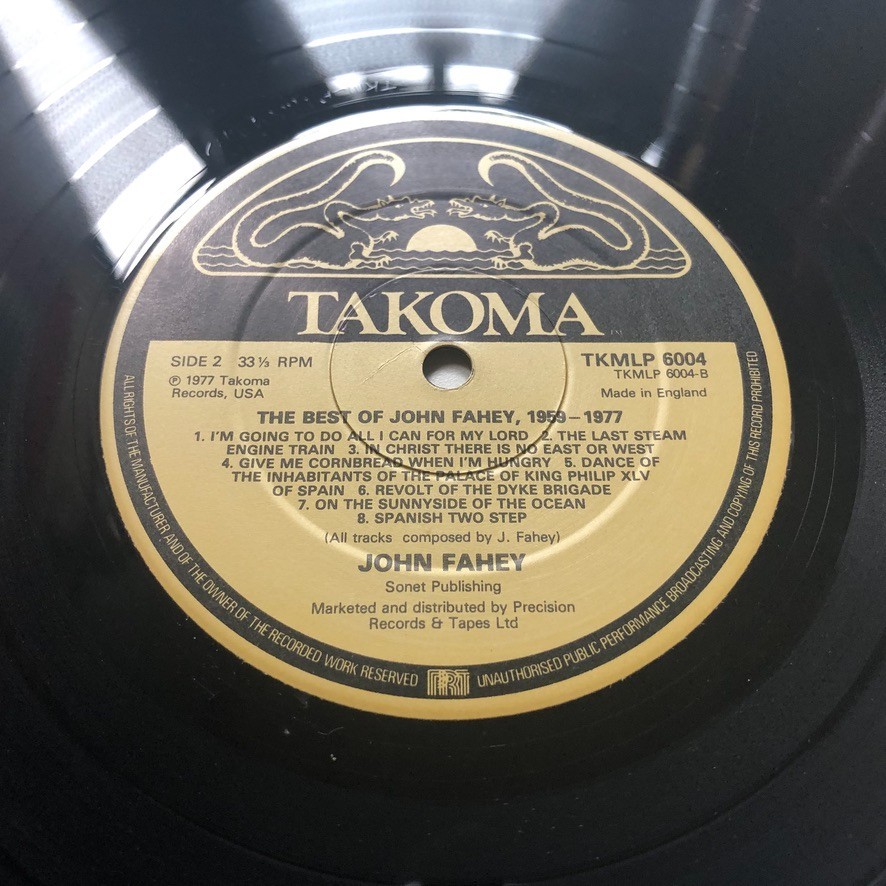 TAKOMA
SIDE 2 33⅓ RPM
℗ 1977 Takoma
Records, USA
TKMLP 6004
TKMLP 6004-B
Made in England
THE BEST OF JOHN FAHEY, 1959–1977
1. I'M GOING TO DO ALL I CAN FOR MY LORD 2. THE LAST STEAM
ENGINE TRAIN 3. IN CHRIST THERE IS NO EAST OR WEST
4. GIVE ME CORNBREAD WHEN I'M HUNGRY 5. DANCE OF
THE INHABITANTS OF THE PALACE OF KING PHILIP XLV
OF SPAIN 6. REVOLT OF THE DYKE BRIGADE
7. ON THE SUNNYSIDE OF THE OCEAN
8. SPANISH TWO STEP
(All tracks composed by J. Fahey)
JOHN FAHEY
Sonet Publishing
Marketed and distributed by Precision
Records & Tapes Ltd
ALL RIGHTS OF THE MANUFACTURER AND OF THE OWNER OF THE RECORDED WORK RESERVED
PRT
UNAUTHORISED PUBLIC PERFORMANCE BROADCASTING AND COPYING OF THIS RECORD PROHIBITED